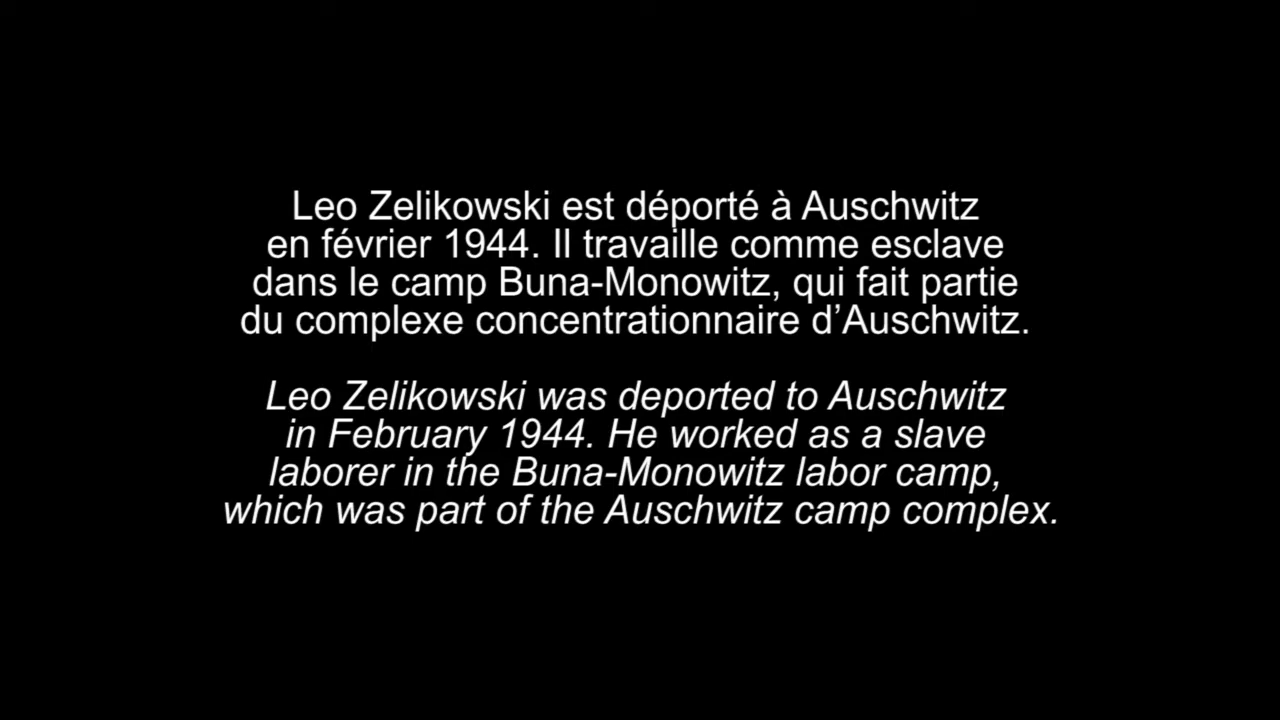 Leo Zelikowski est déporté à Auschwitz
en février 1944. Il travaille comme esclave
dans le camp Buna-Monowitz, qui fait partie
du complexe concentrationnaire d’Auschwitz.
Leo Zelikowski was deported to Auschwitz
in February 1944. He worked as a slave
laborer in the Buna-Monowitz labor camp,
which was part of the Auschwitz camp complex.